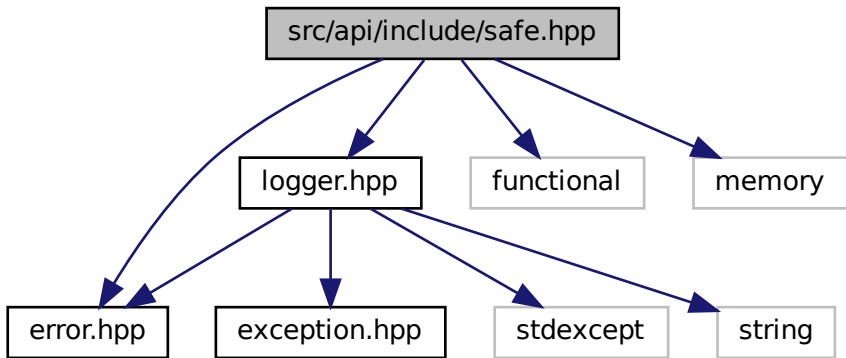 src/api/include/safe.hpp
logger.hpp
functional
memory
error.hpp
exception.hpp
stdexcept
string